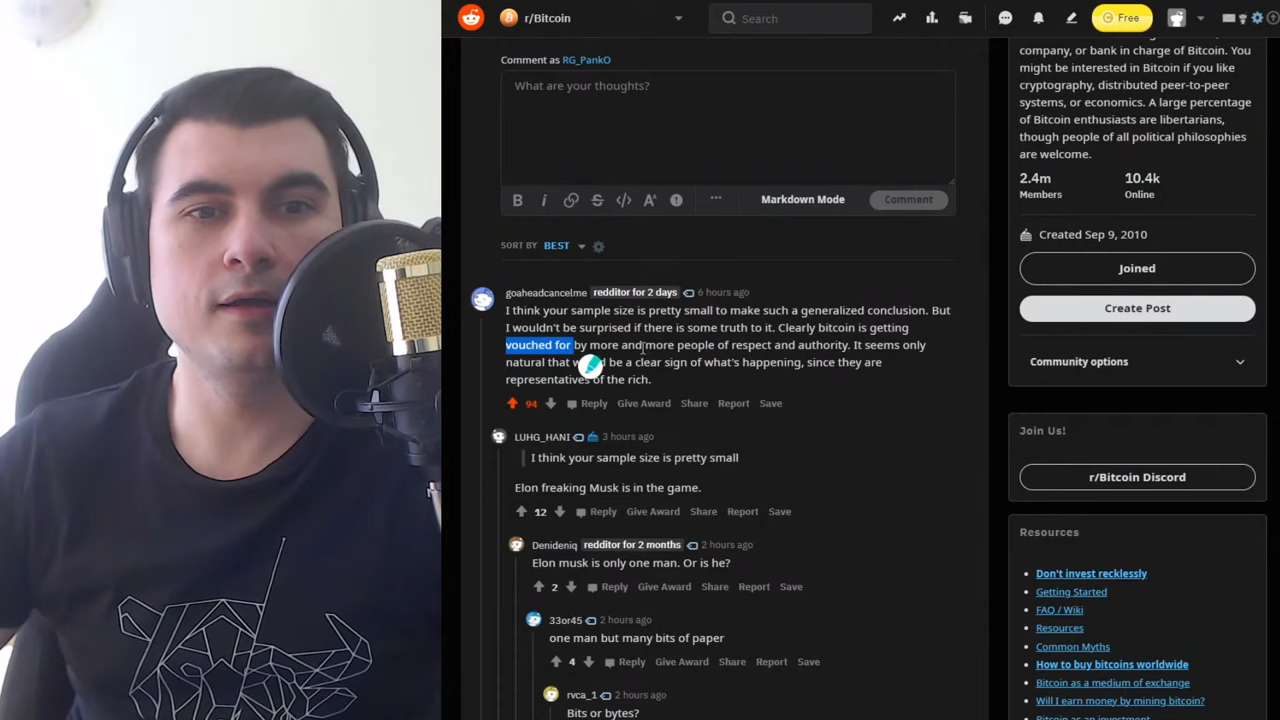 r/Bitcoin
Search
Free
Comment as RG_PankO
What are your thoughts?
B i
Markdown Mode
Comment
SORT BY BEST
goaheadcancelme redditor for 2 days 6 hours ago
I think your sample size is pretty small to make such a generalized conclusion. But
I wouldn't be surprised if there is some truth to it. Clearly bitcoin is getting
vouched for by more and more people of respect and authority. It seems only
natural that be a clear sign of what's happening, since they are
representatives of the rich.
94 Reply Give Award Share Report Save
LUHG_HANI 3 hours ago
I think your sample size is pretty small
Elon freaking Musk is in the game.
12 Reply Give Award Share Report Save
Denideniq redditor for 2 months 2 hours ago
Elon musk is only one man. Or is he?
2 Reply Give Award Share Report Save
33or45 2 hours ago
one man but many bits of paper
4 Reply Give Award Share Report Save
rvca_1 2 hours ago
Bits or bytes?
company, or bank in charge of Bitcoin. You
might be interested in Bitcoin if you like
cryptography, distributed peer-to-peer
systems, or economics. A large percentage
of Bitcoin enthusiasts are libertarians,
though people of all political philosophies
are welcome.
2.4m 10.4k
Members Online
Created Sep 9, 2010
Joined
Create Post
Community options
Join Us!
r/Bitcoin Discord
Resources
Don't invest recklessly
Getting Started
FAQ / Wiki
Resources
Common Myths
How to buy bitcoins worldwide
Bitcoin as a medium of exchange
Will I earn money by mining bitcoin?
Bitcoin as an investment